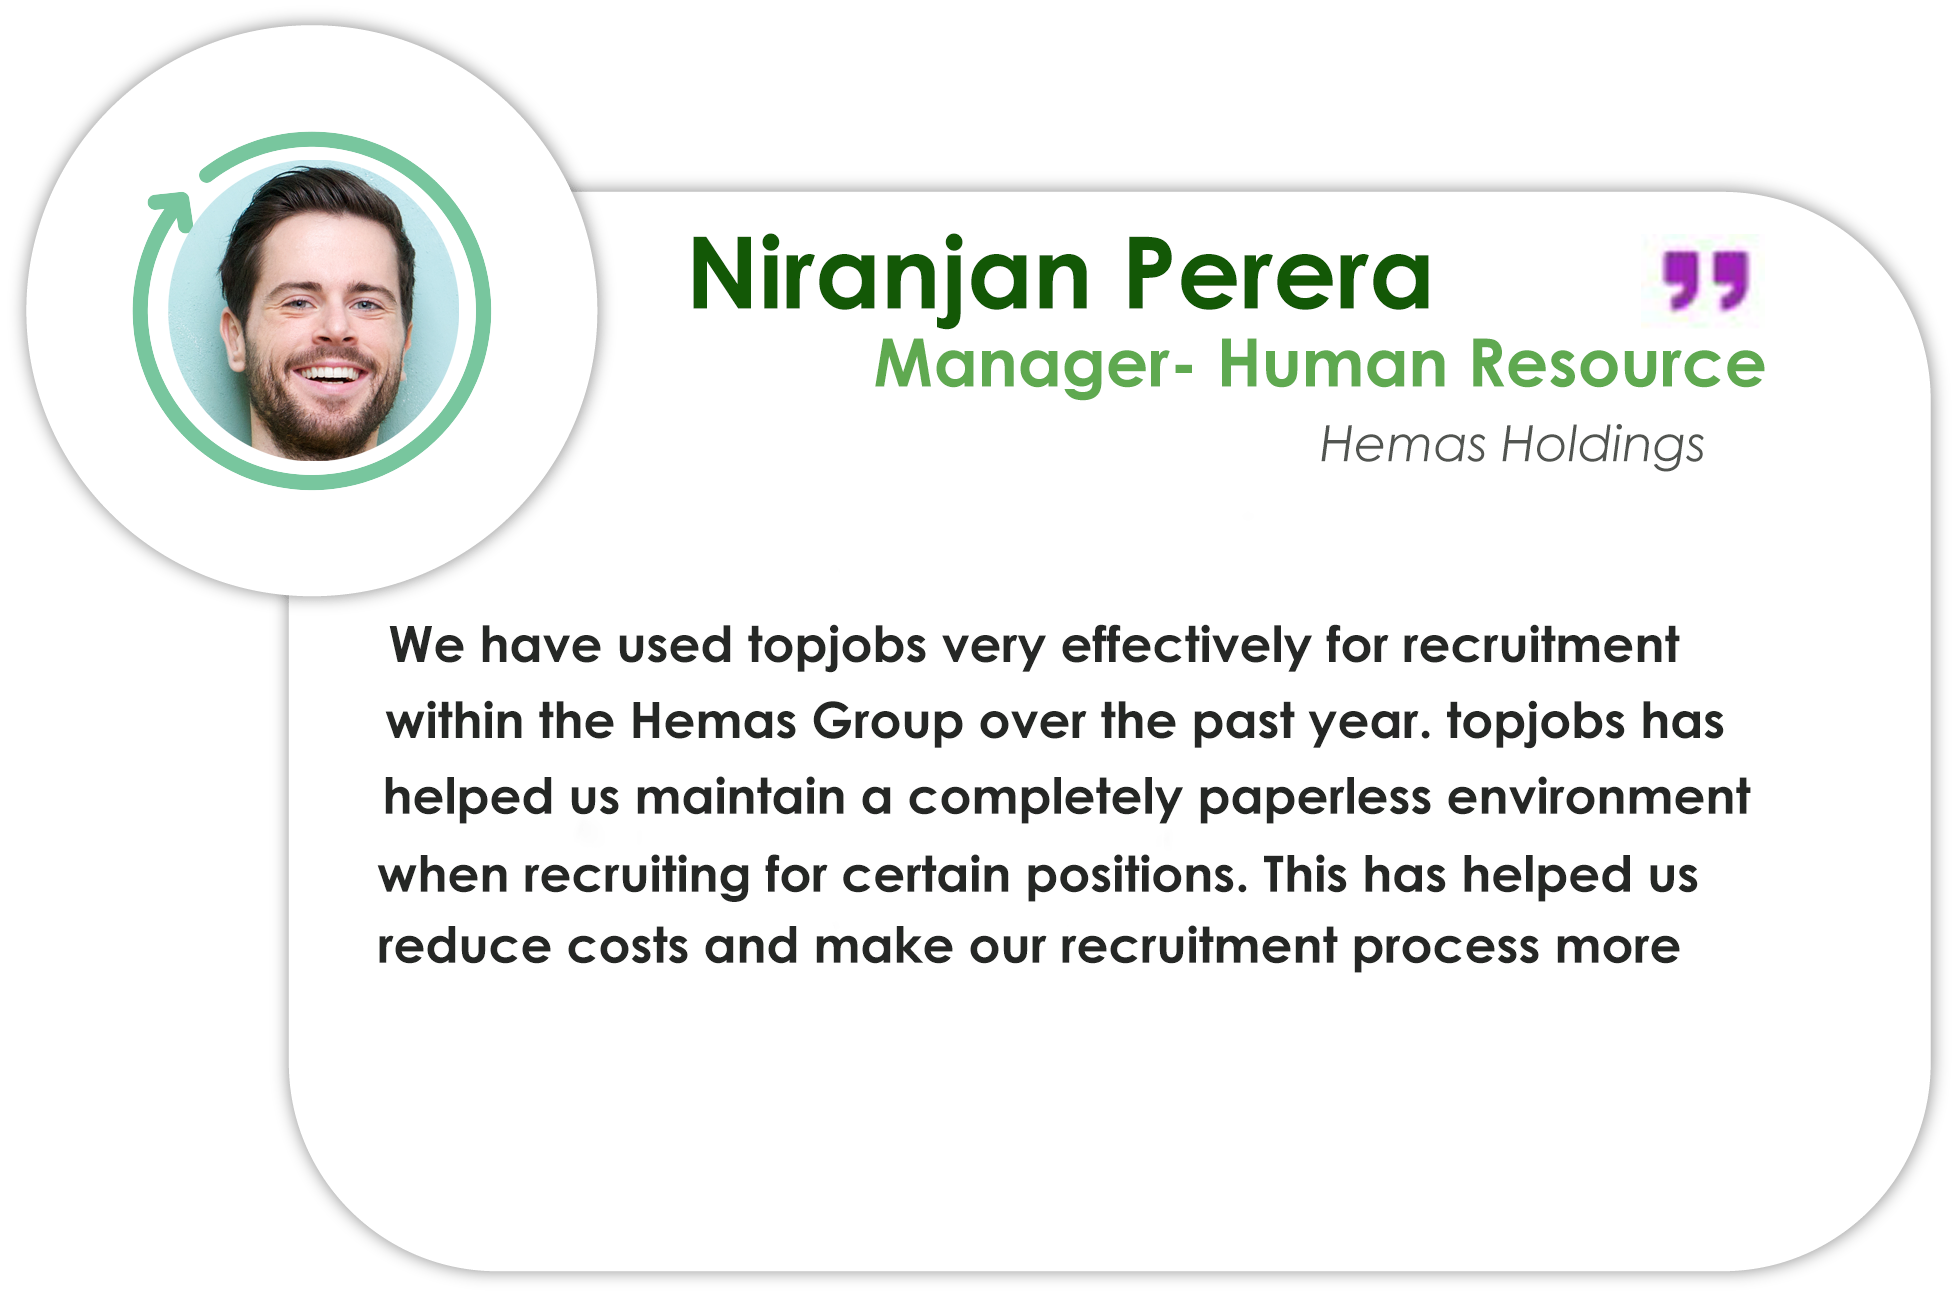 Niranjan Perera
”
Manager- Human Resource
Hemas Holdings
We have used topjobs very effectively for recruitment
within the Hemas Group over the past year. topjobs has
helped us maintain a completely paperless environment
when recruiting for certain positions. This has helped us
reduce costs and make our recruitment process more